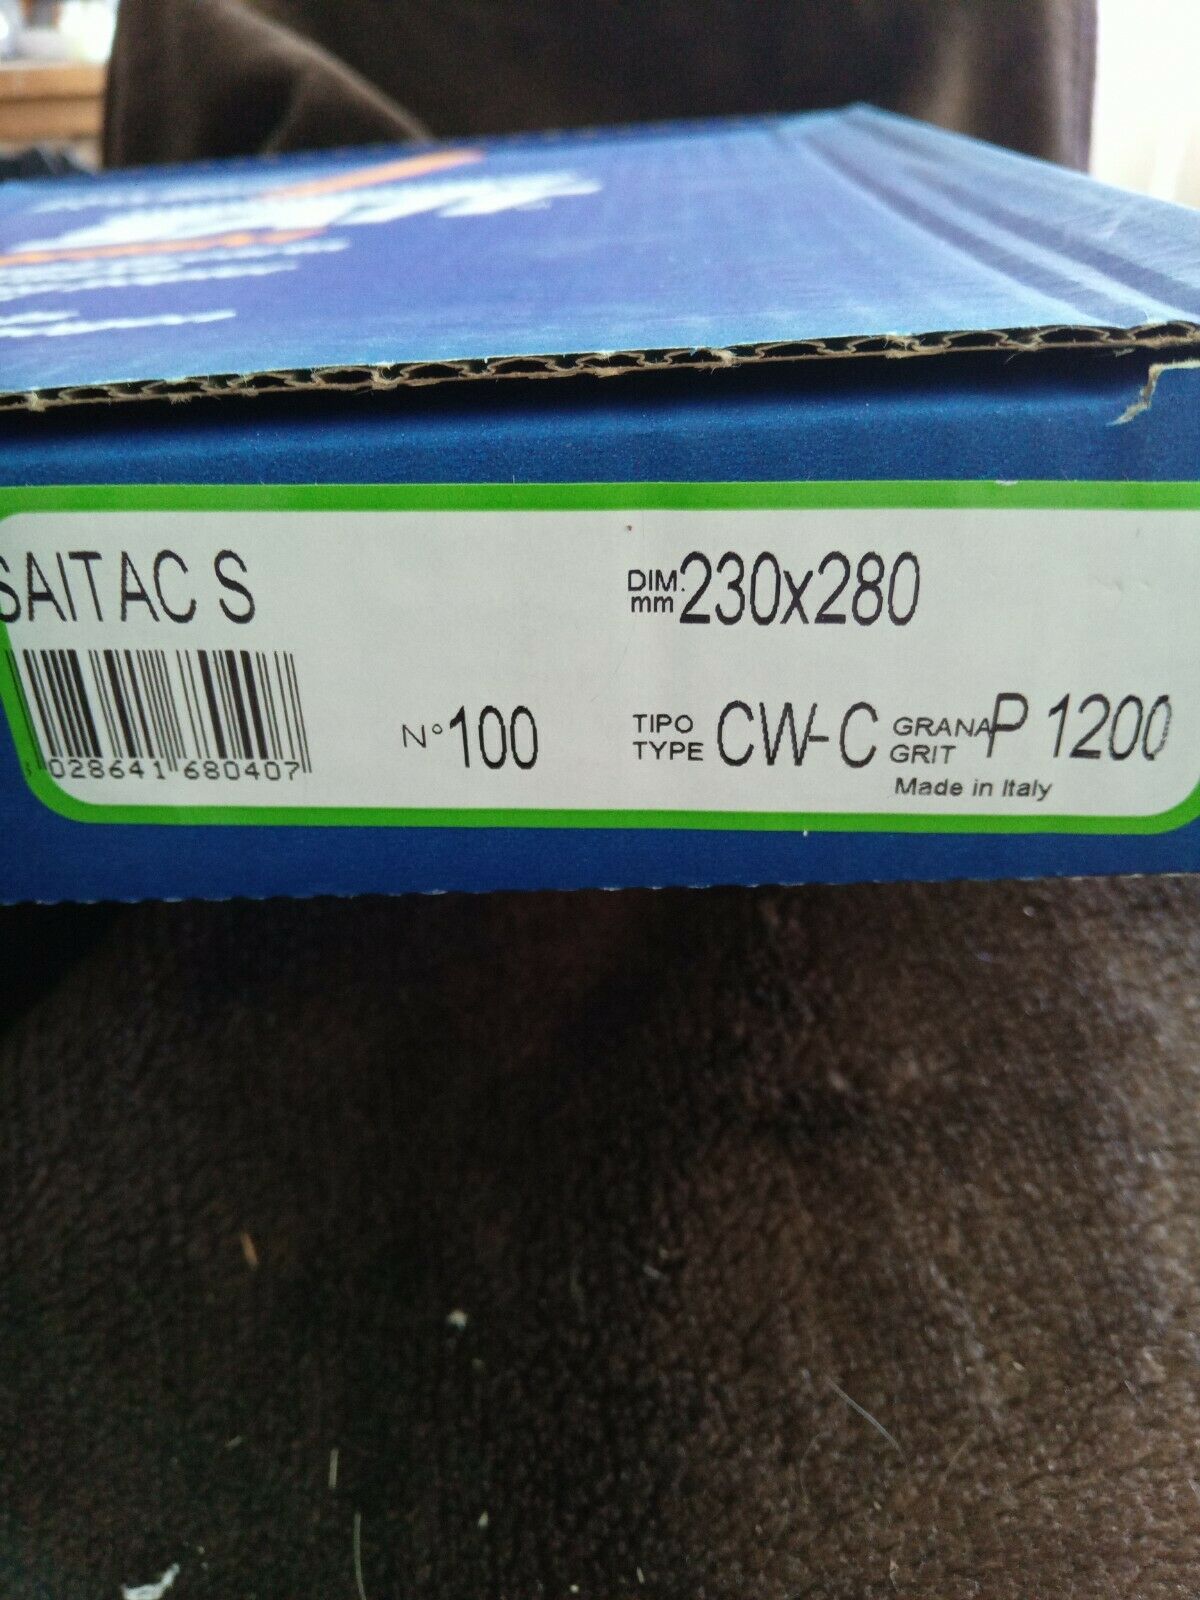 SAITAC S
DIM. mm 230x280
028641 680407
N° 100
TIPO TYPE CW-C GRANA GRIT P 1200
Made in Italy